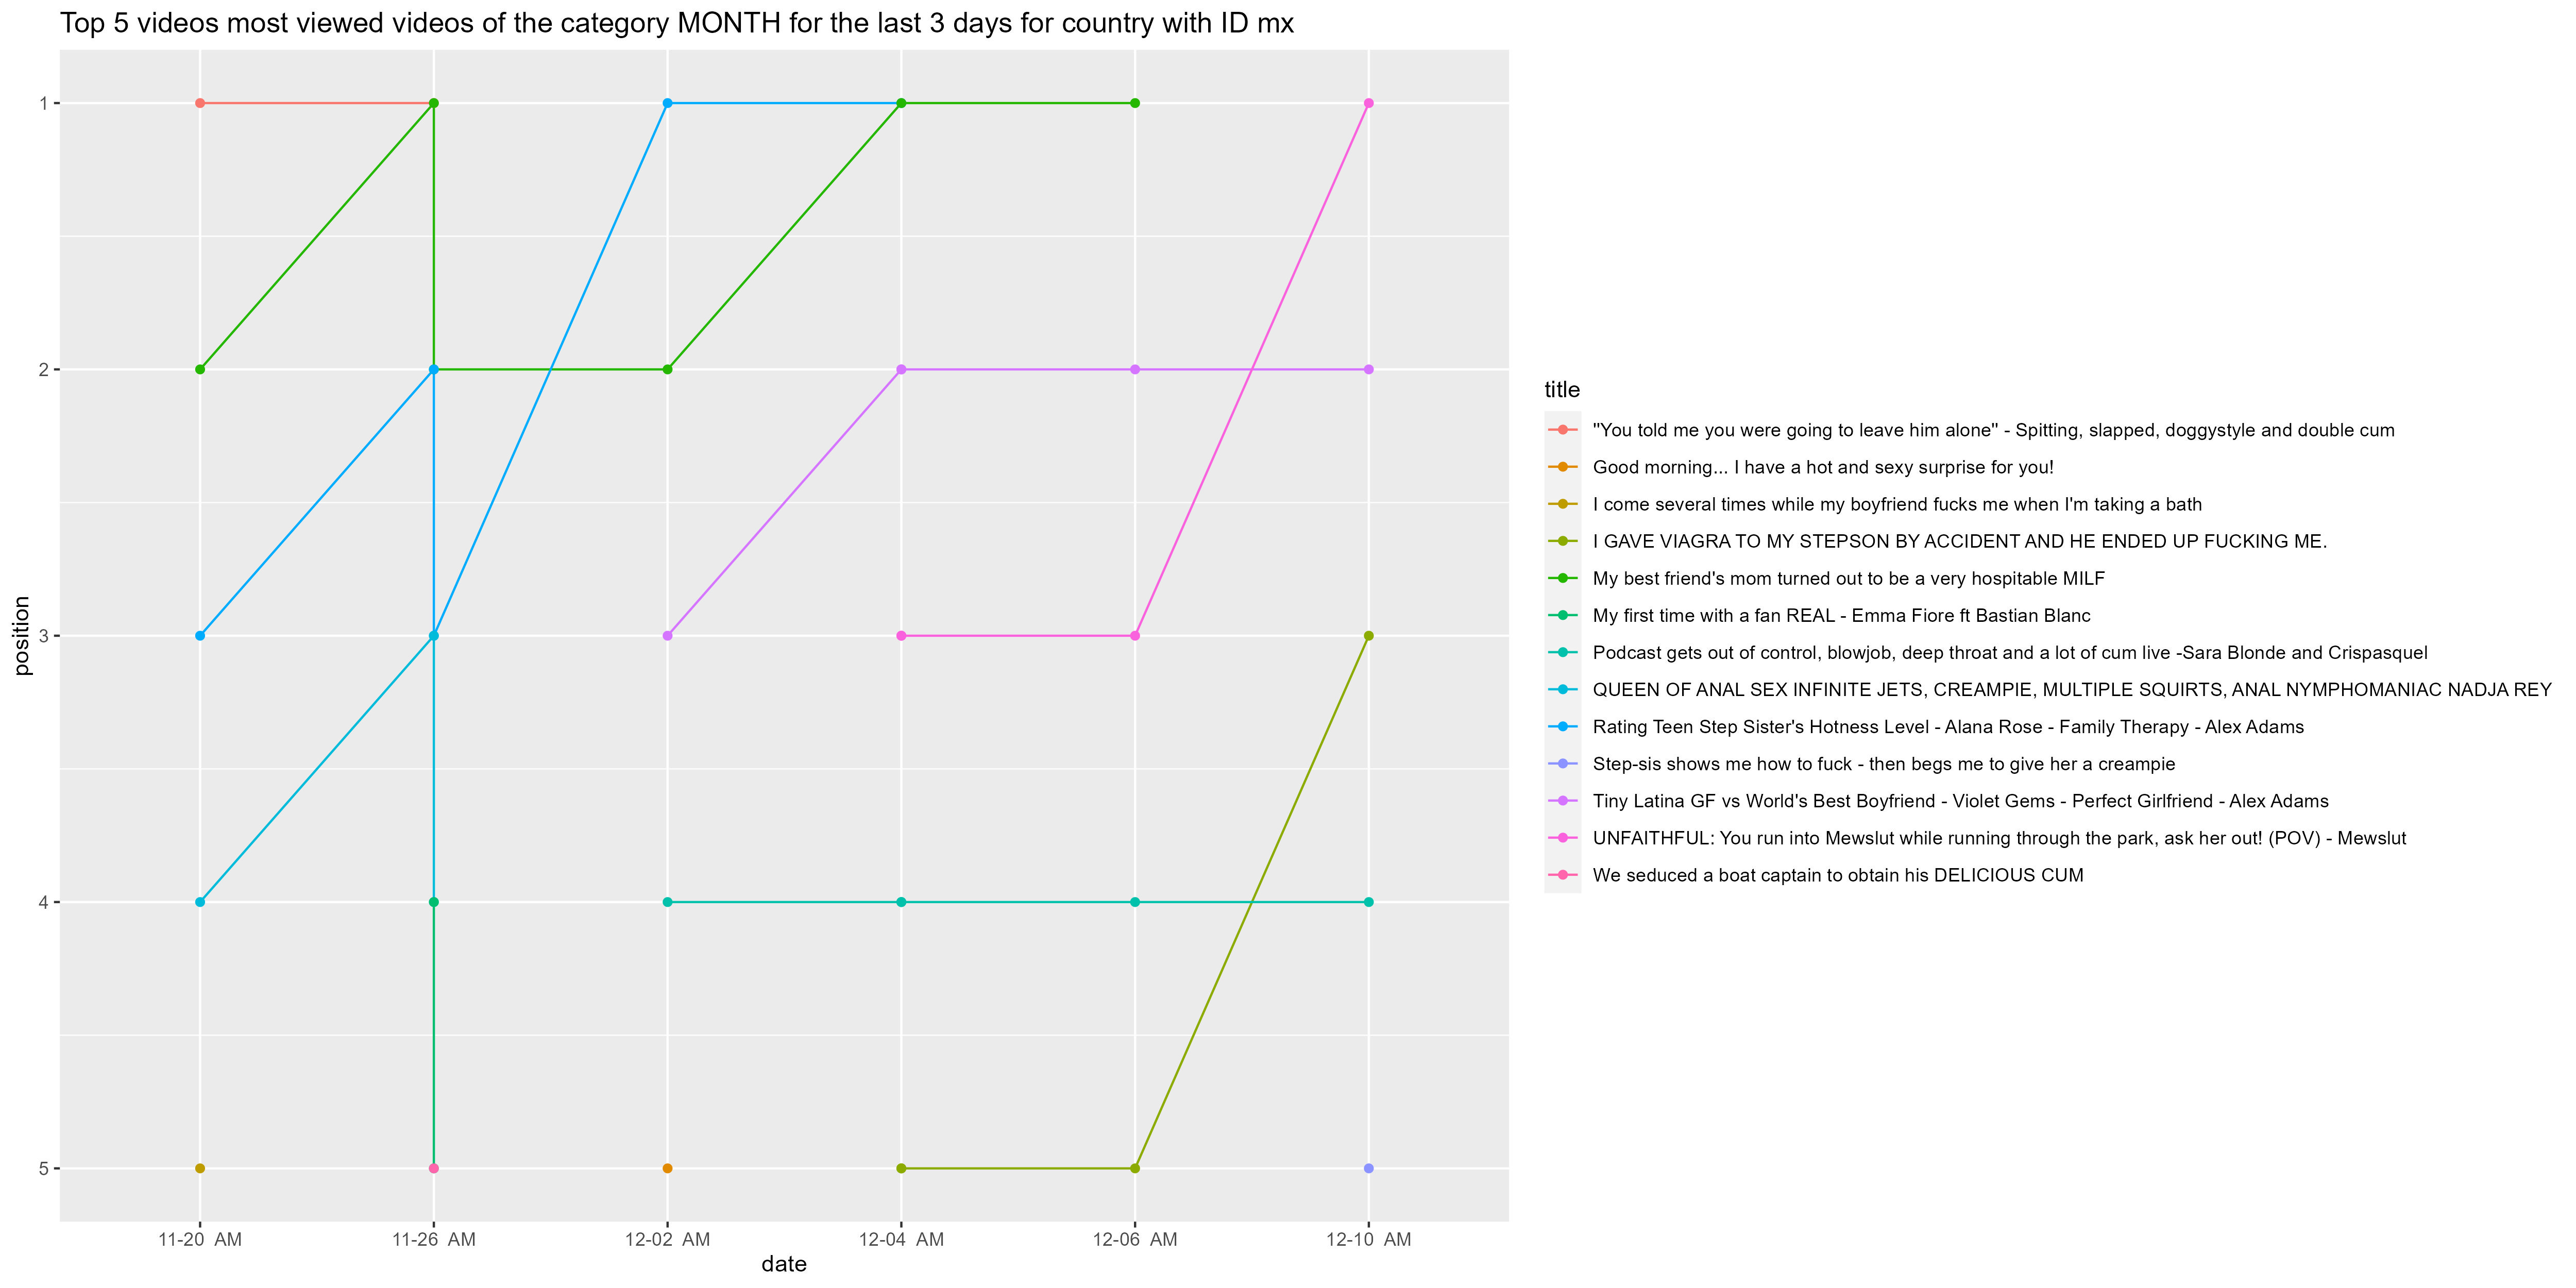 Top 5 videos most viewed videos of the category MONTH for the last 3 days for country with ID mx
position
1
2
3
4
5
11-20 AM
11-26 AM
12-02 AM
12-04 AM
12-06 AM
12-10 AM
date
title
"You told me you were going to leave him alone" - Spitting, slapped, doggystyle and double cum
Good morning... I have a hot and sexy surprise for you!
I come several times while my boyfriend fucks me when I'm taking a bath
I GAVE VIAGRA TO MY STEPSON BY ACCIDENT AND HE ENDED UP FUCKING ME.
My best friend's mom turned out to be a very hospitable MILF
My first time with a fan REAL - Emma Fiore ft Bastian Blanc
Podcast gets out of control, blowjob, deep throat and a lot of cum live -Sara Blonde and Crispasquel
QUEEN OF ANAL SEX INFINITE JETS, CREAMPIE, MULTIPLE SQUIRTS, ANAL NYMPHOMANIAC NADJA REY
Rating Teen Step Sister's Hotness Level - Alana Rose - Family Therapy - Alex Adams
Step-sis shows me how to fuck - then begs me to give her a creampie
Tiny Latina GF vs World's Best Boyfriend - Violet Gems - Perfect Girlfriend - Alex Adams
UNFAITHFUL: You run into Mewslut while running through the park, ask her out! (POV) - Mewslut
We seduced a boat captain to obtain his DELICIOUS CUM